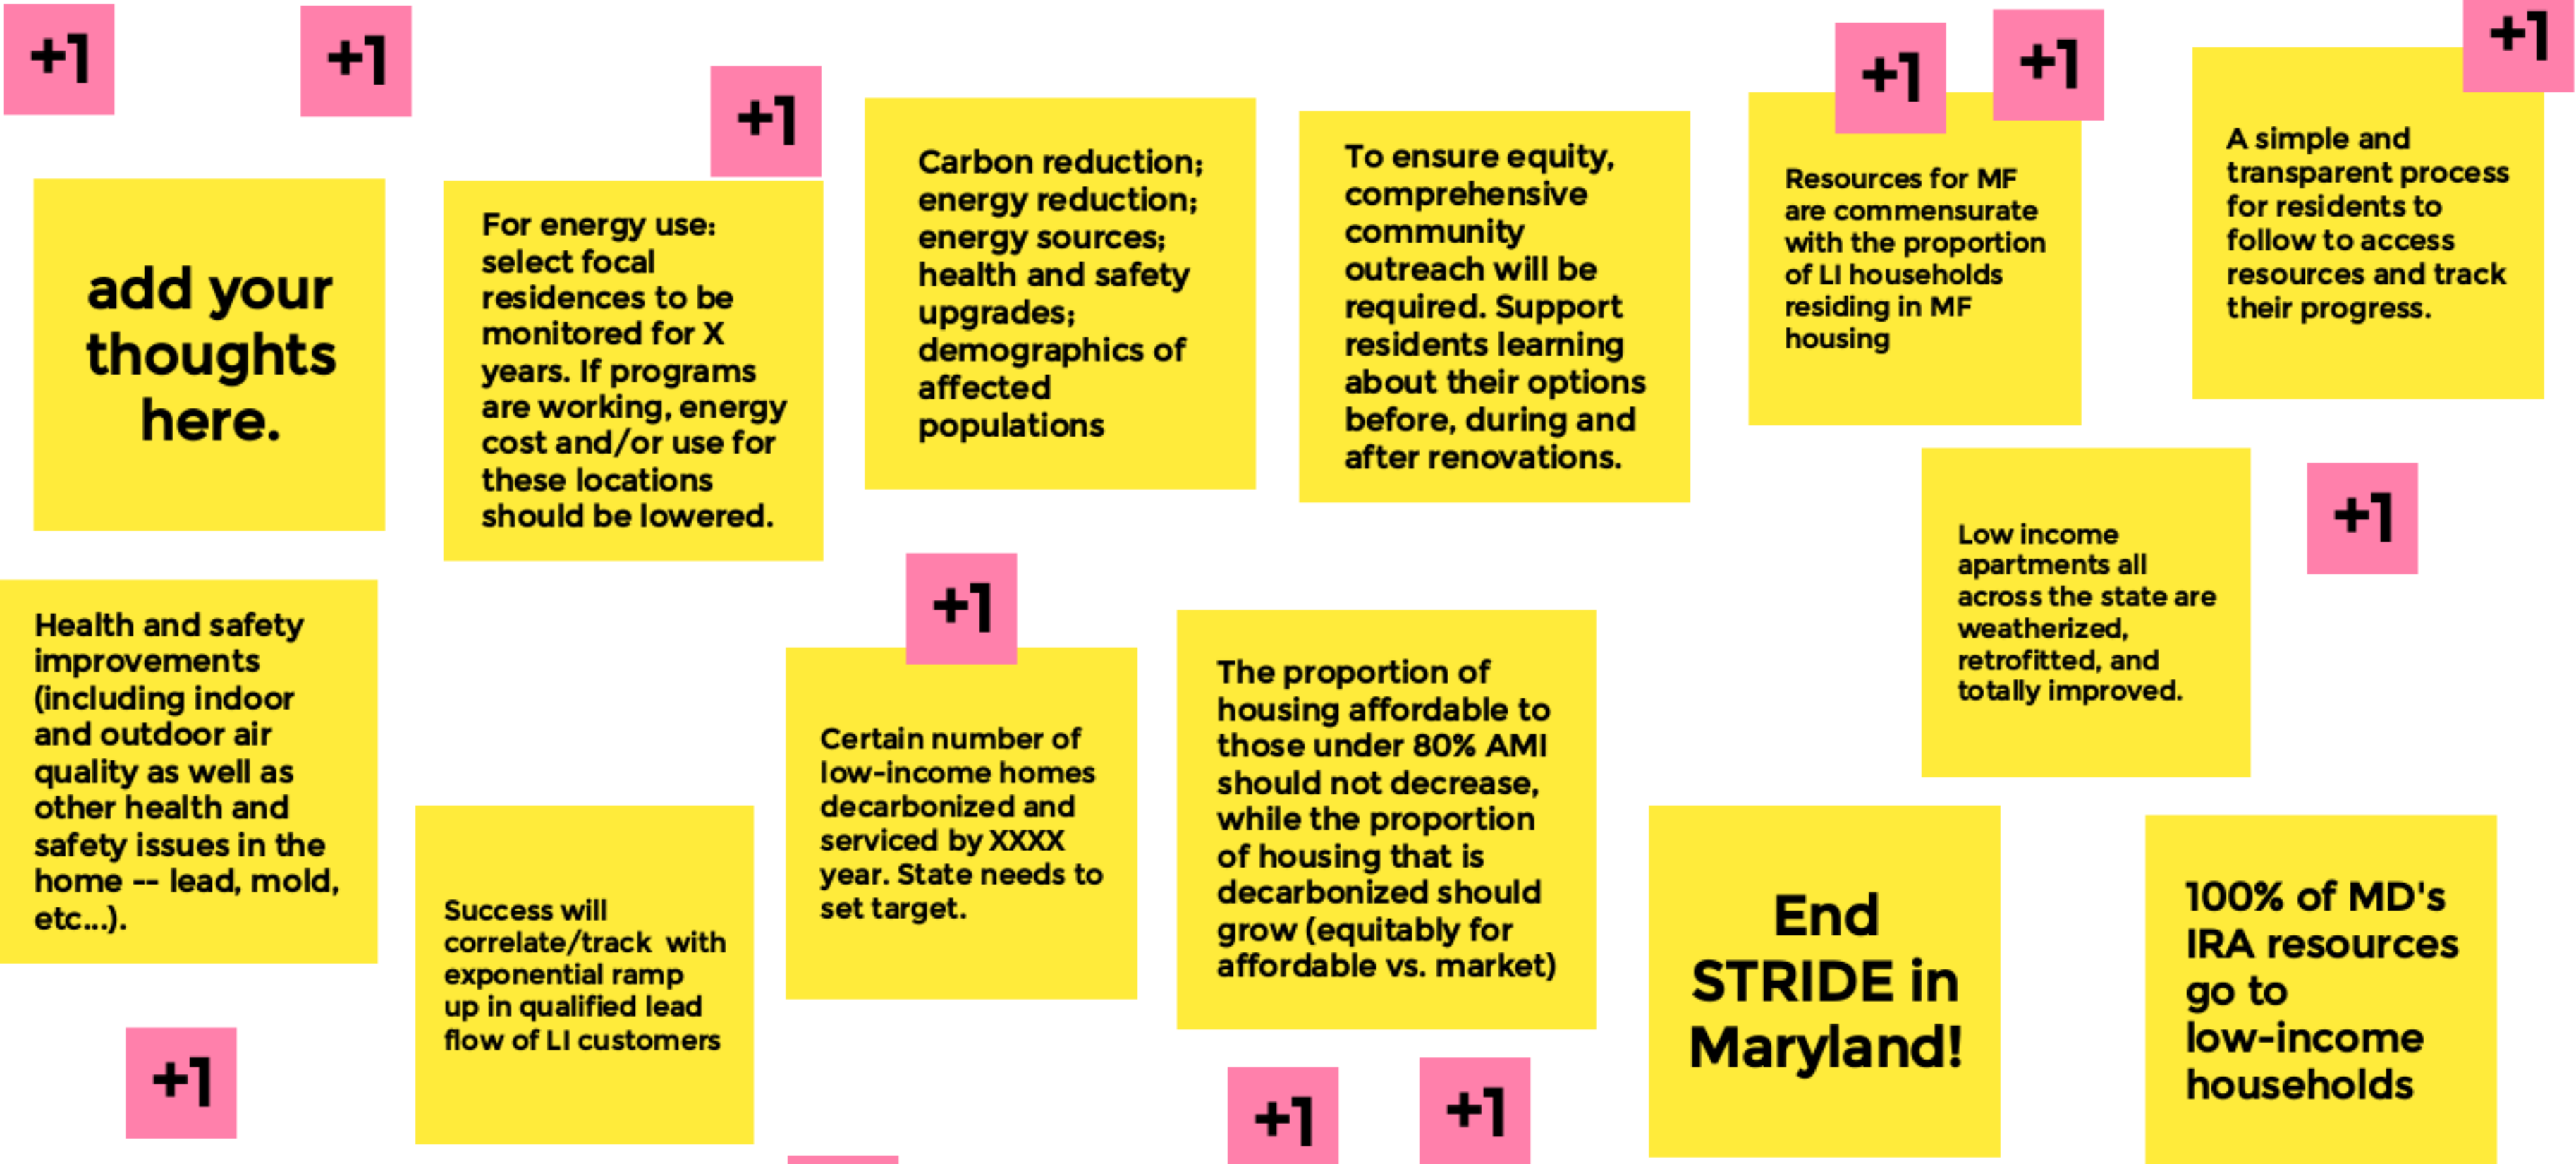 +1
+1
+1
+1
+1
+1
add your
thoughts
here.
For energy use:
select focal
residences to be
monitored for X
years. If programs
are working, energy
cost and/or use for
these locations
should be lowered.
Carbon reduction;
energy reduction;
energy sources;
health and safety
upgrades;
demographics of
affected
populations
To ensure equity,
comprehensive
community
outreach will be
required. Support
residents learning
about their options
before, during and
after renovations.
Resources for MF
are commensurate
with the proportion
of LI households
residing in MF
housing
A simple and
transparent process
for residents to
follow to access
resources and track
their progress.
Low income
apartments all
across the state are
weatherized,
retrofitted, and
totally improved.
+1
Health and safety
improvements
(including indoor
and outdoor air
quality as well as
other health and
safety issues in the
home -- lead, mold,
etc...).
Success will
correlate/track with
exponential ramp
up in qualified lead
flow of LI customers
+1
Certain number of
low-income homes
decarbonized and
serviced by XXXX
year. State needs to
set target.
The proportion of
housing affordable to
those under 80% AMI
should not decrease,
while the proportion
of housing that is
decarbonized should
grow (equitably for
affordable vs. market)
End
STRIDE in
Maryland!
100% of MD's
IRA resources
go to
low-income
households
+1
+1
+1